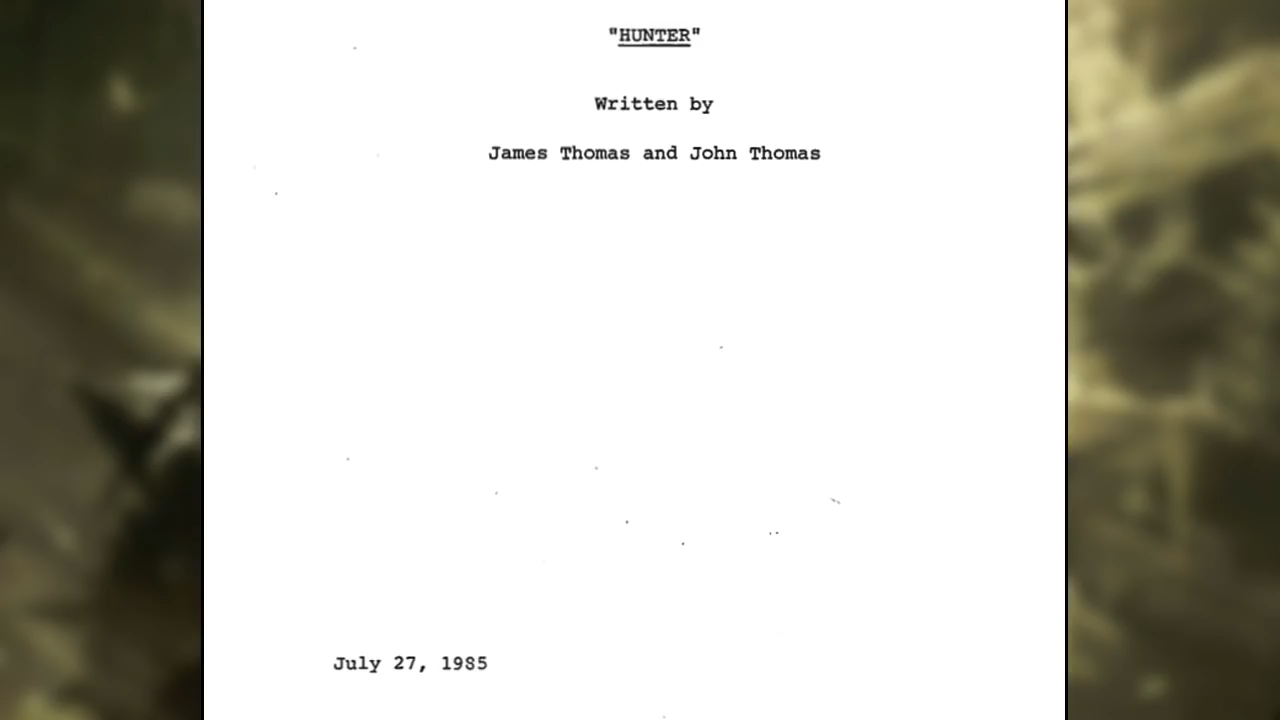 "HUNTER"
Written by
James Thomas and John Thomas
July 27, 1985